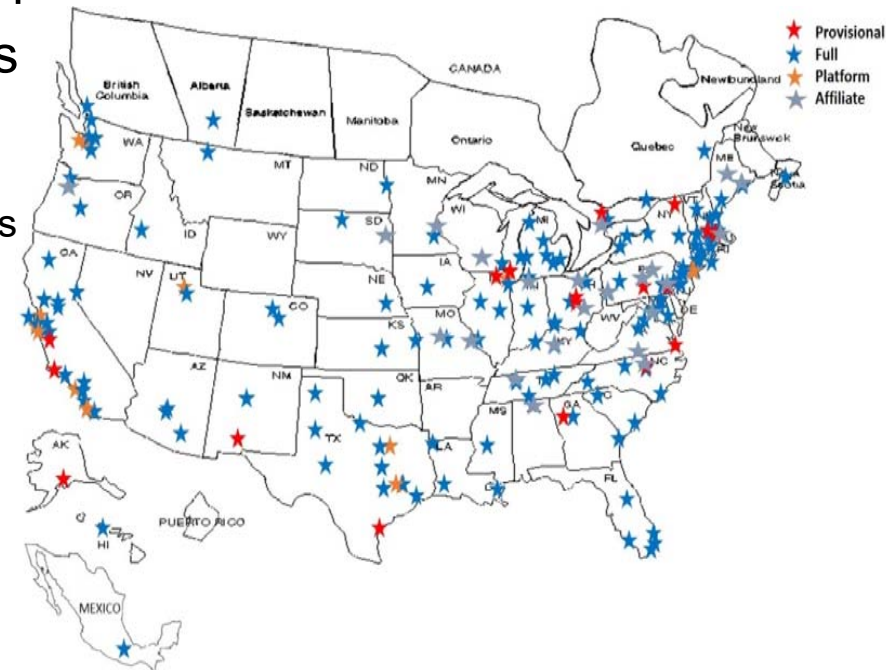 s
s
Provisional
Full
Platform
Affiliate
CANADA
British
Columbia
Alberta
Saskatchewan
Manitoba
Ontario
Quebec
Newfoundland
New
Brunswick
Nova
Scotia
WA
MT
ND
MN
WI
MI
ME
VT
NY
OR
ID
WY
SD
IA
NE
CA
NV
UT
CO
KS
MO
WV
DE
KY
AZ
NM
OK
AR
NC
TX
LA
MS
GA
FL
AK
HI
PUERTO RICO
MEXICO